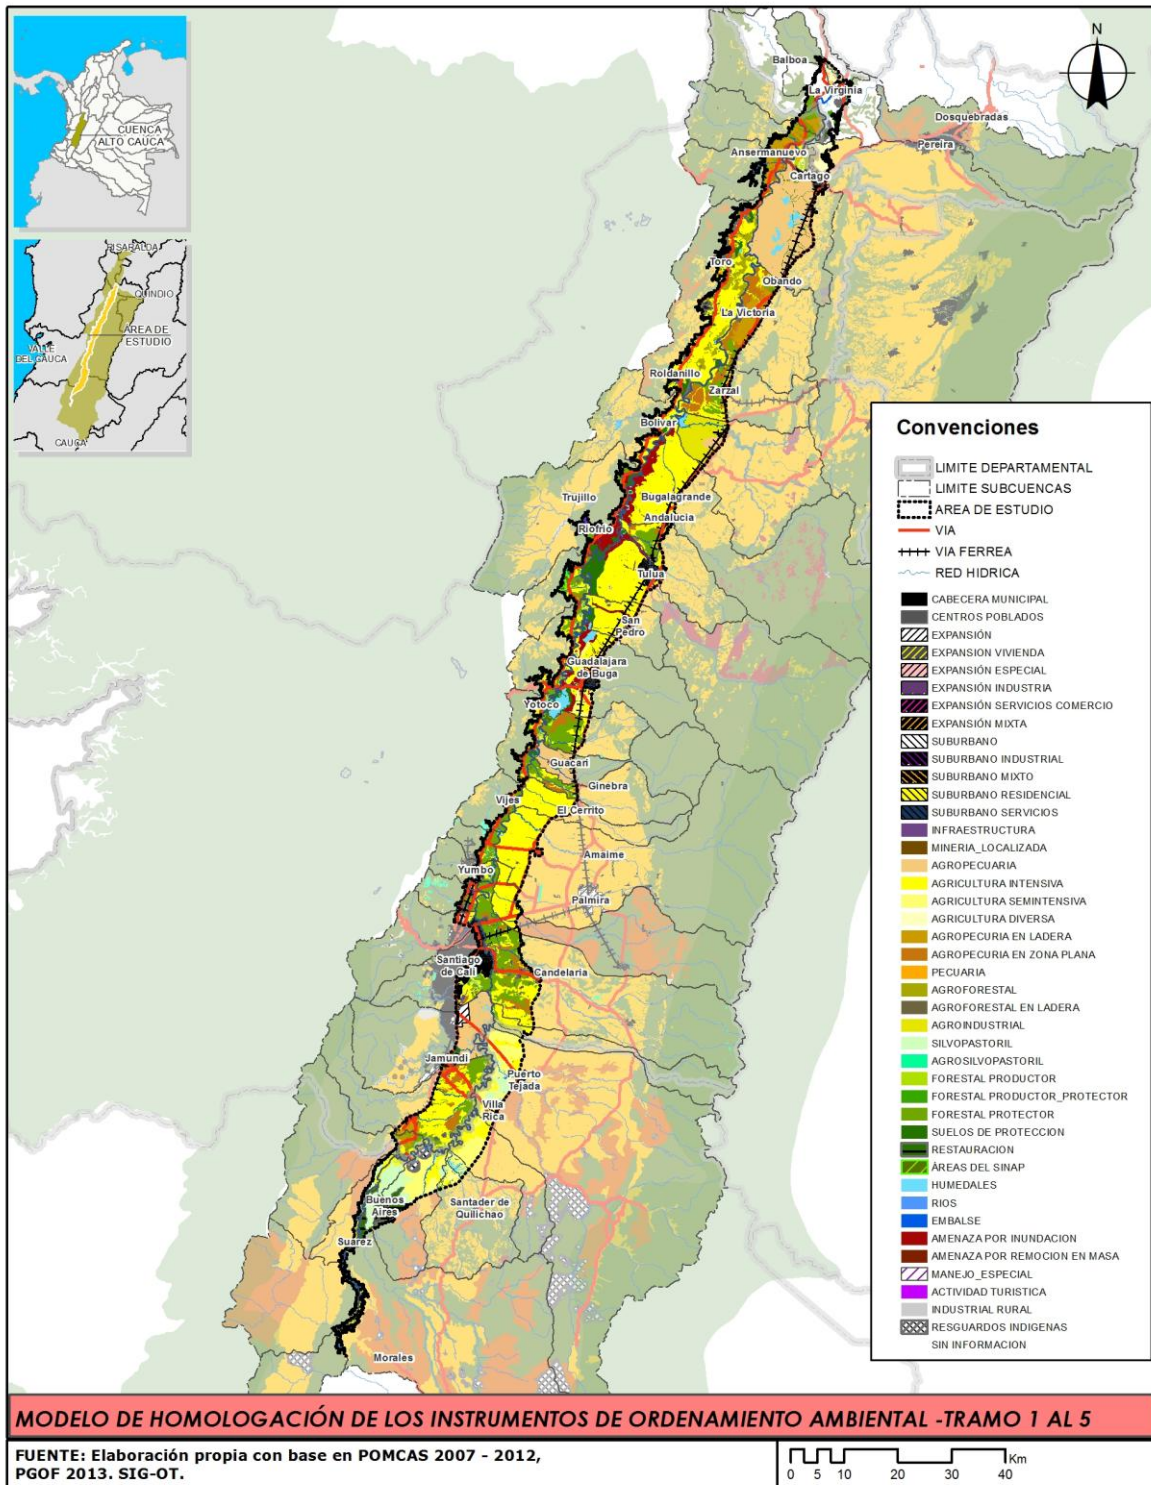 CUENCA
ALTO CAUCA
RISARALDA
QUINDIO
AREA DE
ESTUDIO
VALLE
DEL CAUCA
CAUCA
N
Balboa
La Virginia
Dosquebradas
Pereira
Ansermanuevo
Cartago
Toro
Obando
La Victoria
Roldanillo
Zarzal
Bolivar
Trujillo
Bugalagrande
Andalucia
Riofrio
Tulua
San
Pedro
Guadalajara
de Buga
Yotoco
Guacari
Ginebra
Vijes
El Cerrito
Amaime
Yumbo
Palmira
Santiago
de Cali
Candelaria
Jamundi
Puerto
Tejada
Villa
Rica
Buenos
Aires
Santader de
Quilichao
Suarez
Morales
Convenciones
LIMITE DEPARTAMENTAL
LIMITE SUBCUENCAS
AREA DE ESTUDIO
VIA
VIA FERREA
RED HIDRICA
CABECERA MUNICIPAL
CENTROS POBLADOS
EXPANSIÓN
EXPANSION VIVIENDA
EXPANSIÓN ESPECIAL
EXPANSIÓN INDUSTRIA
EXPANSIÓN SERVICIOS COMERCIO
EXPANSIÓN MIXTA
SUBURBANO
SUBURBANO INDUSTRIAL
SUBURBANO MIXTO
SUBURBANO RESIDENCIAL
SUBURBANO SERVICIOS
INFRAESTRUCTURA
MINERIA_LOCALIZADA
AGROPECUARIA
AGRICULTURA INTENSIVA
AGRICULTURA SEMINTENSIVA
AGRICULTURA DIVERSA
AGROPECURIA EN LADERA
AGROPECURIA EN ZONA PLANA
PECUARIA
AGROFORESTAL
AGROFORESTAL EN LADERA
AGROINDUSTRIAL
SILVOPASTORIL
AGROSILVOPASTORIL
FORESTAL PRODUCTOR
FORESTAL PRODUCTOR_PROTECTOR
FORESTAL PROTECTOR
SUELOS DE PROTECCION
RESTAURACION
ÁREAS DEL SINAP
HUMEDALES
RIOS
EMBALSE
AMENAZA POR INUNDACION
AMENAZA POR REMOCION EN MASA
MANEJO_ESPECIAL
ACTIVIDAD TURISTICA
INDUSTRIAL RURAL
RESGUARDOS INDIGENAS
SIN INFORMACION
MODELO DE HOMOLOGACIÓN DE LOS INSTRUMENTOS DE ORDENAMIENTO AMBIENTAL -TRAMO 1 AL 5
FUENTE: Elaboración propia con base en POMCAS 2007 - 2012,
PGOF 2013. SIG-OT.
Km
0 5 10 20 30 40